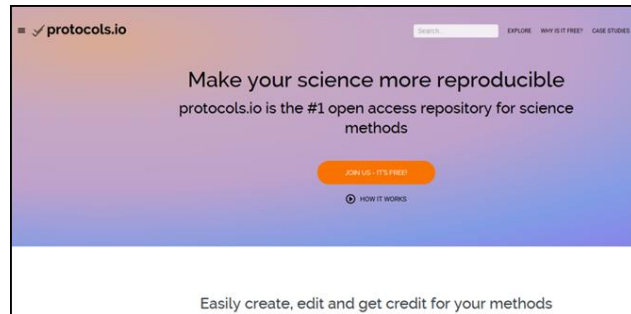 protocols.io
Search...
EXPLORE
WHY IS IT FREE?
CASE STUDIES
Make your science more reproducible
protocols.io is the #1 open access repository for science
methods
JOIN US - IT'S FREE!
HOW IT WORKS
Easily create, edit and get credit for your methods